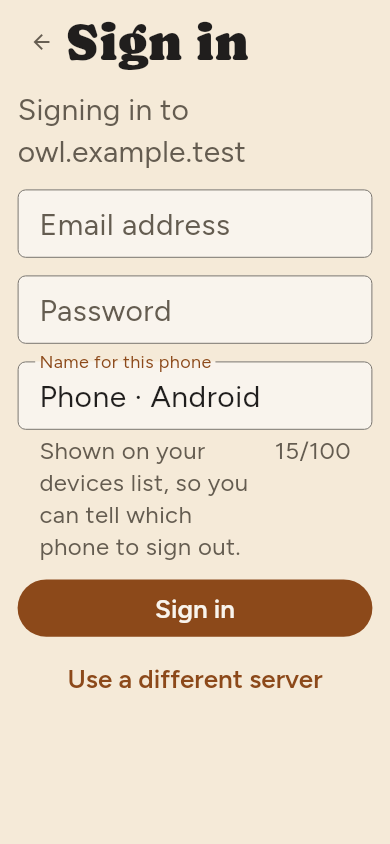 Sign in
Signing in to
owl.example.test
Email address
Password
Name for this phone
Phone · Android
Shown on your
devices list, so you
can tell which
phone to sign out.
15/100
Sign in
Use a different server